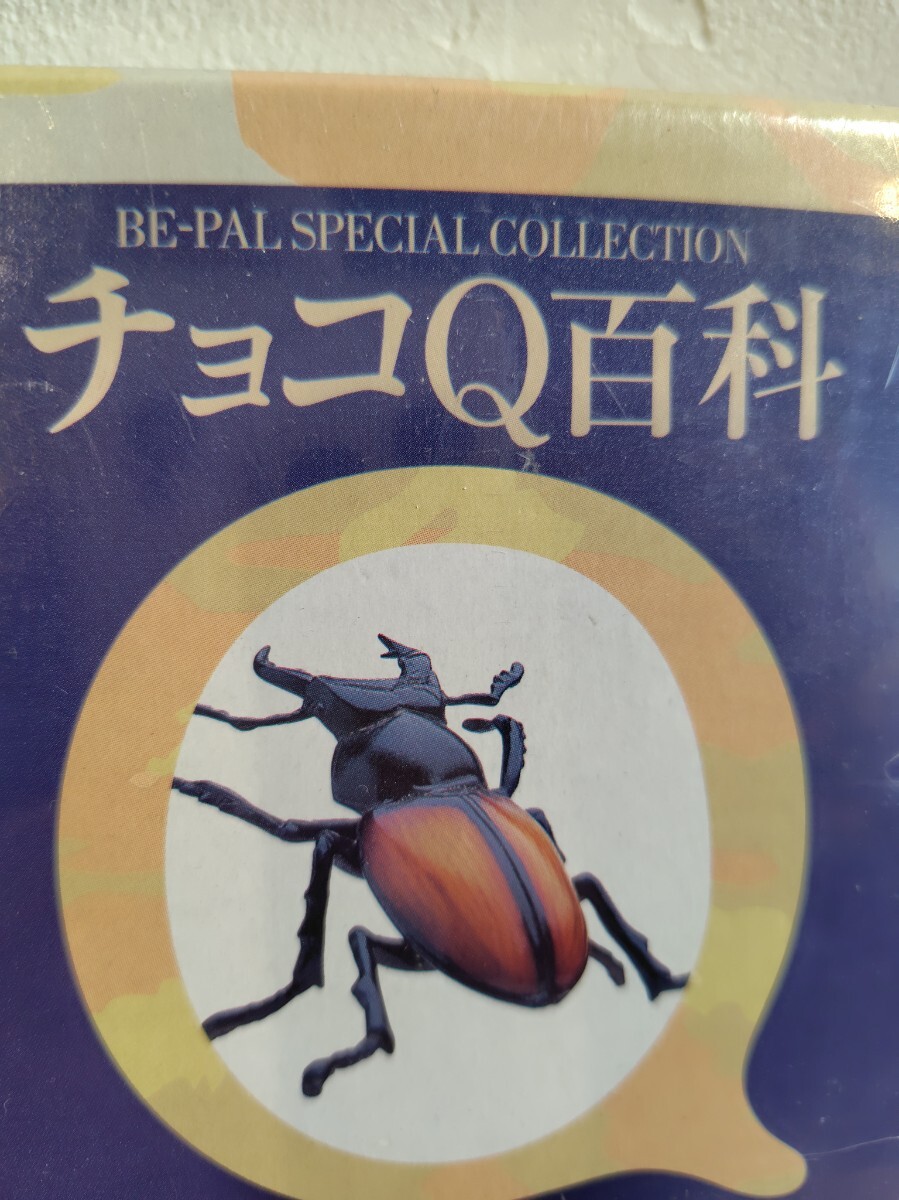 BE-PAL SPECIAL COLLECTION
チョコQ百科